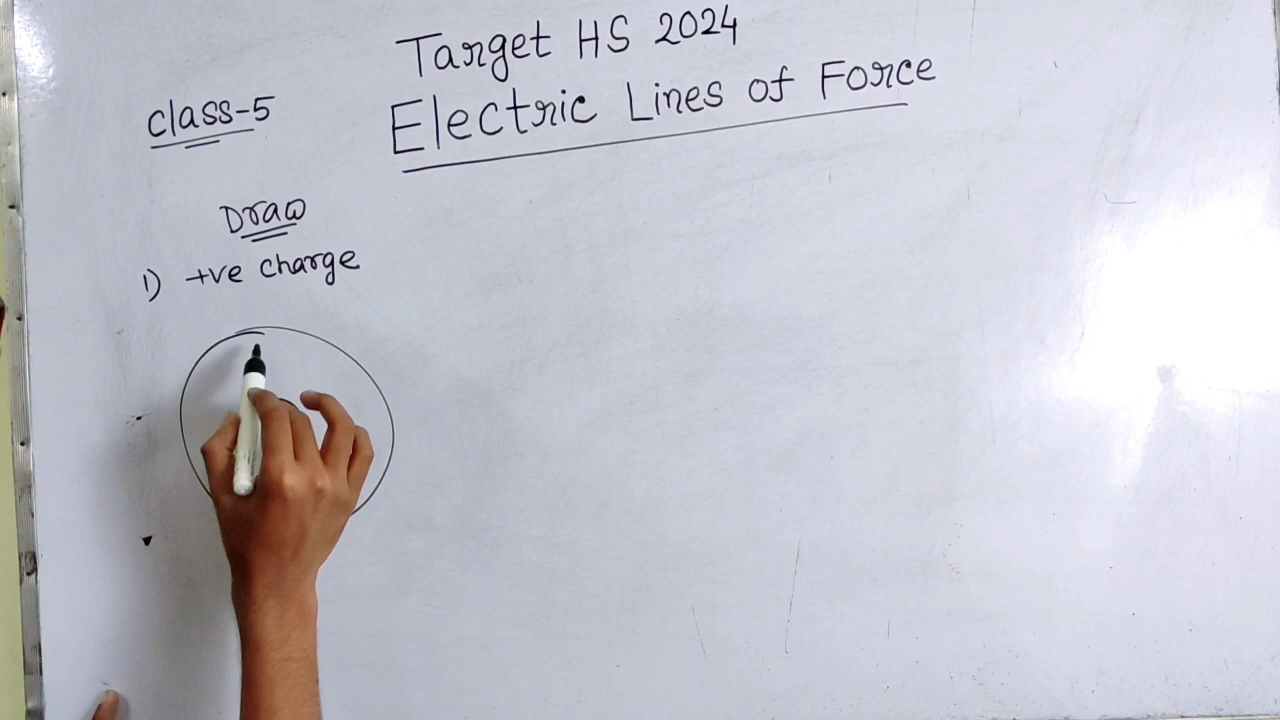 Target HS 2024
Electric Lines of Force
class-5
Draw
1) +ve charge